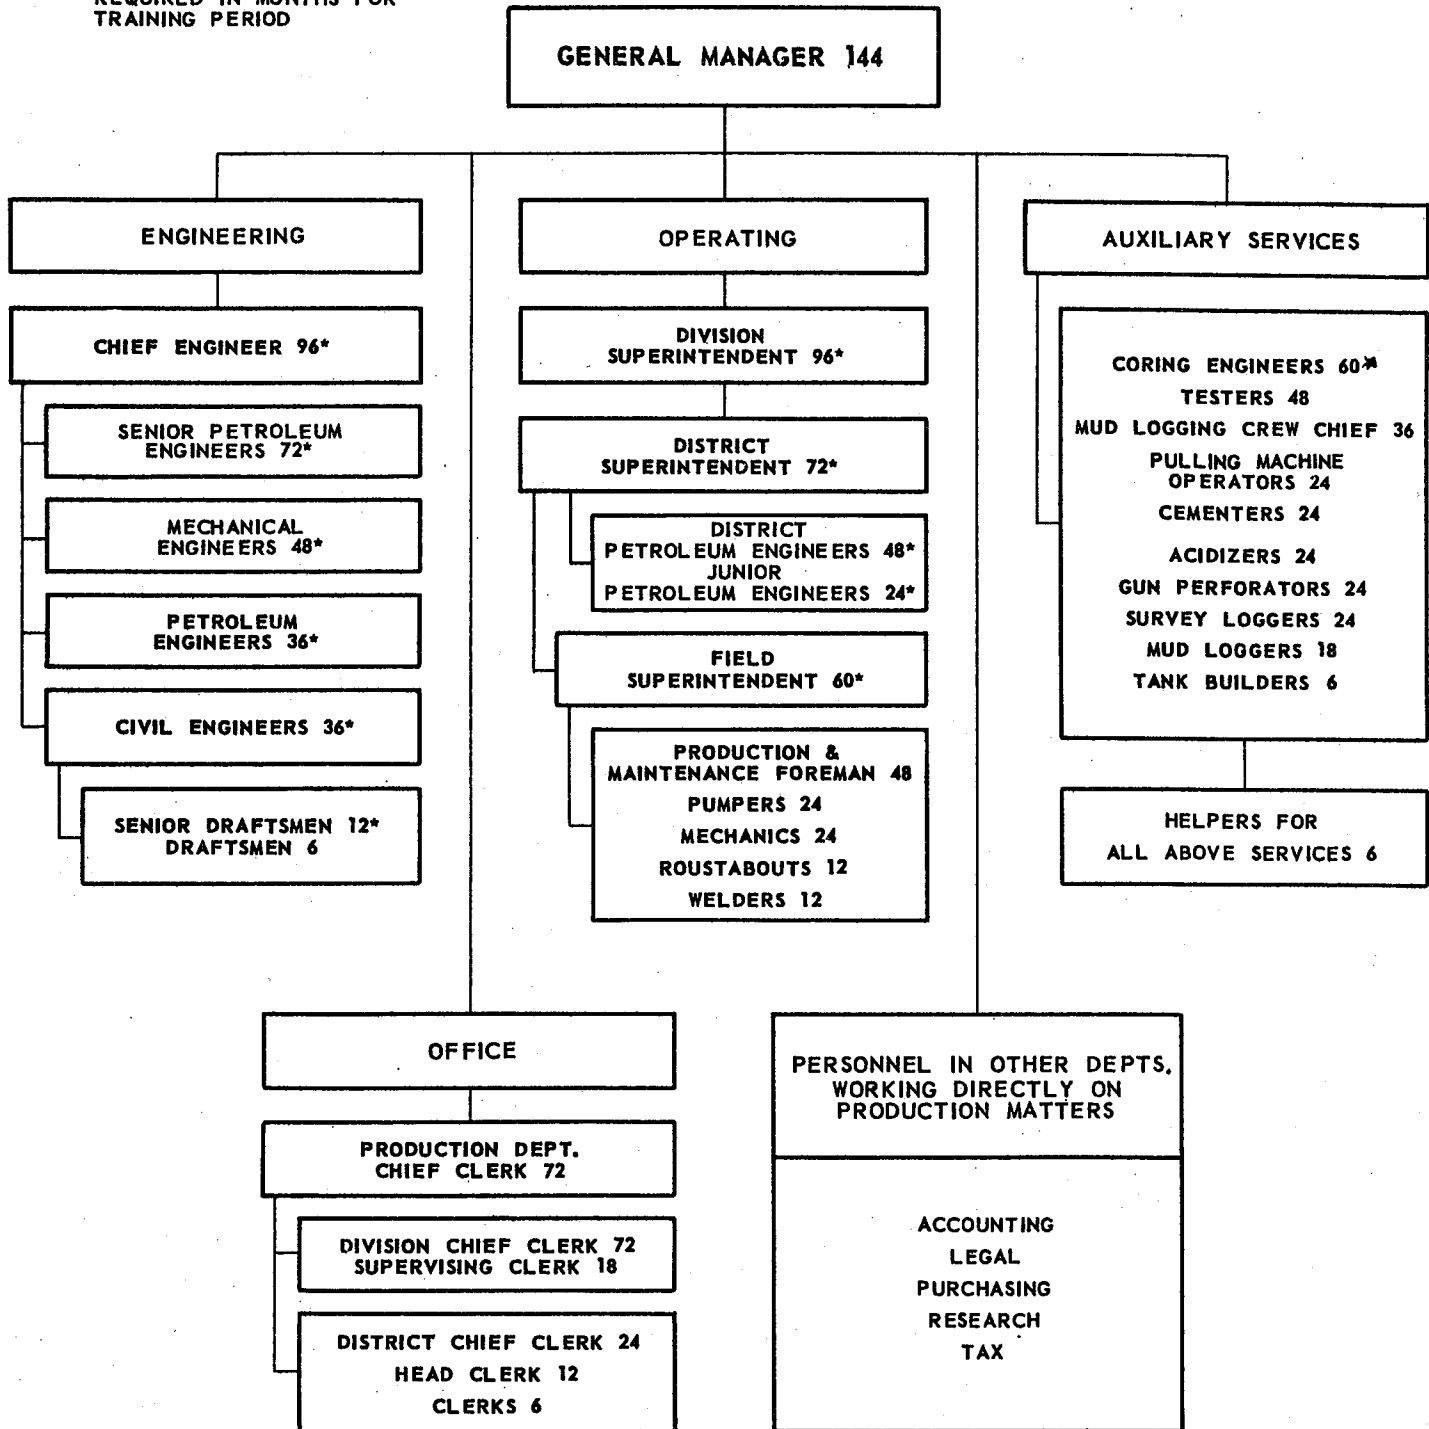 REQUIRED IN MONTHS FOR
TRAINING PERIOD
GENERAL MANAGER 144
ENGINEERING
CHIEF ENGINEER 96*
SENIOR PETROLEUM
ENGINEERS 72*
MECHANICAL
ENGINEERS 48*
PETROLEUM
ENGINEERS 36*
CIVIL ENGINEERS 36*
SENIOR DRAFTSMEN 12*
DRAFTSMEN 6
OPERATING
DIVISION
SUPERINTENDENT 96*
DISTRICT
SUPERINTENDENT 72*
DISTRICT
PETROLEUM ENGINEERS 48*
JUNIOR
PETROLEUM ENGINEERS 24*
FIELD
SUPERINTENDENT 60*
PRODUCTION &
MAINTENANCE FOREMAN 48
PUMPERS 24
MECHANICS 24
ROUSTABOUTS 12
WELDERS 12
AUXILIARY SERVICES
CORING ENGINEERS 60*
TESTERS 48
MUD LOGGING CREW CHIEF 36
PULLING MACHINE
OPERATORS 24
CEMENTERS 24
ACIDIZERS 24
GUN PERFORATORS 24
SURVEY LOGGERS 24
MUD LOGGERS 18
TANK BUILDERS 6
HELPERS FOR
ALL ABOVE SERVICES 6
OFFICE
PRODUCTION DEPT.
CHIEF CLERK 72
DIVISION CHIEF CLERK 72
SUPERVISING CLERK 18
DISTRICT CHIEF CLERK 24
HEAD CLERK 12
CLERKS 6
PERSONNEL IN OTHER DEPTS.
WORKING DIRECTLY ON
PRODUCTION MATTERS
ACCOUNTING
LEGAL
PURCHASING
RESEARCH
TAX